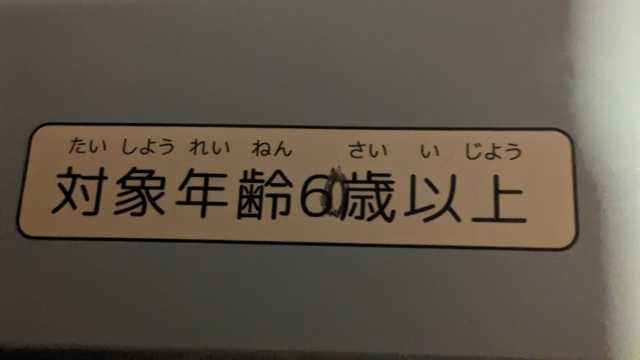 たい しよう れい ねん さい い じよう
対象年齢60歳以上